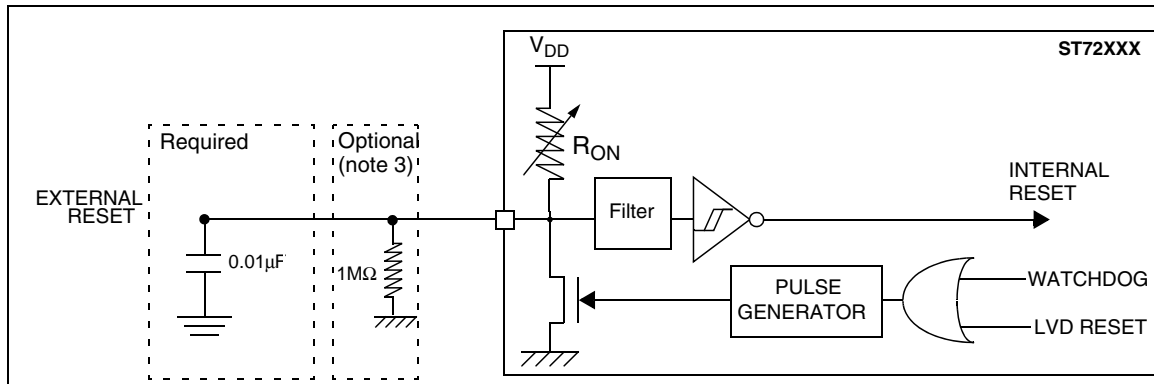 V_DD
ST72XXX
Required
Optional
(note 3)
R_ON
EXTERNAL
RESET
Filter
INTERNAL
RESET
0.01µF
1MΩ
PULSE
GENERATOR
WATCHDOG
LVD RESET